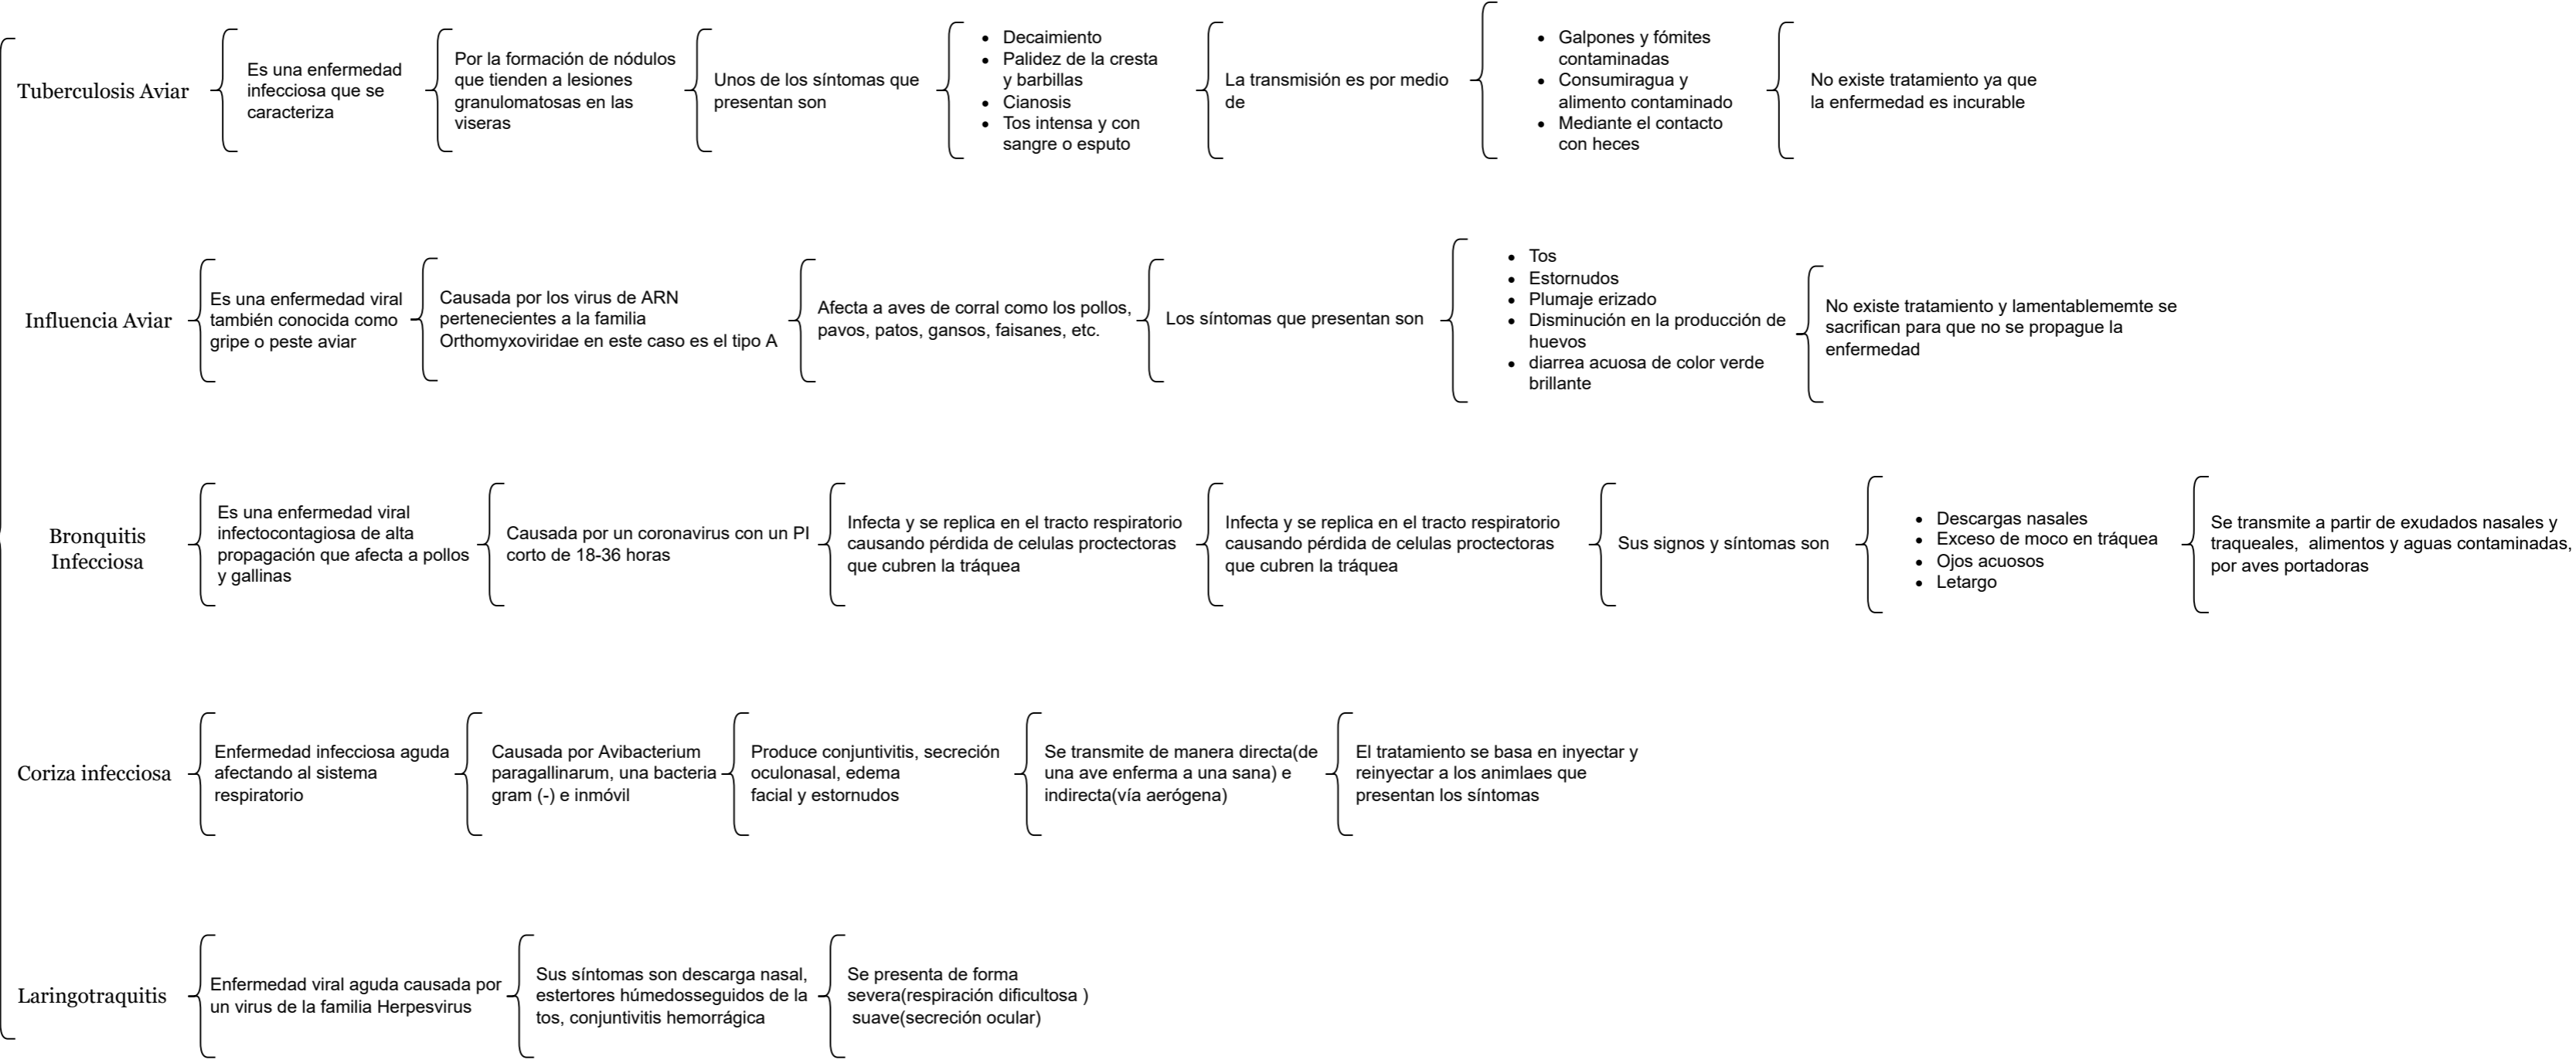 Tuberculosis Aviar
Es una enfermedad
infecciosa que se
caracteriza
Por la formación de nódulos
que tienden a lesiones
granulomatosas en las
viseras
Unos de los síntomas que
presentan son
Decaimiento
Palidez de la cresta
y barbillas
Cianosis
Tos intensa y con
sangre o esputo
La transmisión es por medio
de
Galpones y fómites
contaminadas
Consumiragua y
alimento contaminado
Mediante el contacto
con heces
No existe tratamiento ya que
la enfermedad es incurable
Influencia Aviar
Es una enfermedad viral
también conocida como
gripe o peste aviar
Causada por los virus de ARN
pertenecientes a la familia
Orthomyxoviridae en este caso es el tipo A
Afecta a aves de corral como los pollos,
pavos, patos, gansos, faisanes, etc.
Los síntomas que presentan son
Tos
Estornudos
Plumaje erizado
Disminución en la producción de
huevos
diarrea acuosa de color verde
brillante
No existe tratamiento y lamentablememte se
sacrifican para que no se propague la
enfermedad
Bronquitis
Infecciosa
Es una enfermedad viral
infectocontagiosa de alta
propagación que afecta a pollos
y gallinas
Causada por un coronavirus con un PI
corto de 18-36 horas
Infecta y se replica en el tracto respiratorio
causando pérdida de celulas proctectoras
que cubren la tráquea
Infecta y se replica en el tracto respiratorio
causando pérdida de celulas proctectoras
que cubren la tráquea
Sus signos y síntomas son
Descargas nasales
Exceso de moco en tráquea
Ojos acuosos
Letargo
Se transmite a partir de exudados nasales y
traqueales,  alimentos y aguas contaminadas,
por aves portadoras
Coriza infecciosa
Enfermedad infecciosa aguda
afectando al sistema
respiratorio
Causada por Avibacterium
paragallinarum, una bacteria
gram (-) e inmóvil
Produce conjuntivitis, secreción
oculonasal, edema
facial y estornudos
Se transmite de manera directa(de
una ave enferma a una sana) e
indirecta(vía aerógena)
El tratamiento se basa en inyectar y
reinyectar a los animlaes que
presentan los síntomas
Laringotraquitis
Enfermedad viral aguda causada por
un virus de la familia Herpesvirus
Sus síntomas son descarga nasal,
estertores húmedosseguidos de la
tos, conjuntivitis hemorrágica
Se presenta de forma
severa(respiración dificultosa )
suave(secreción ocular)